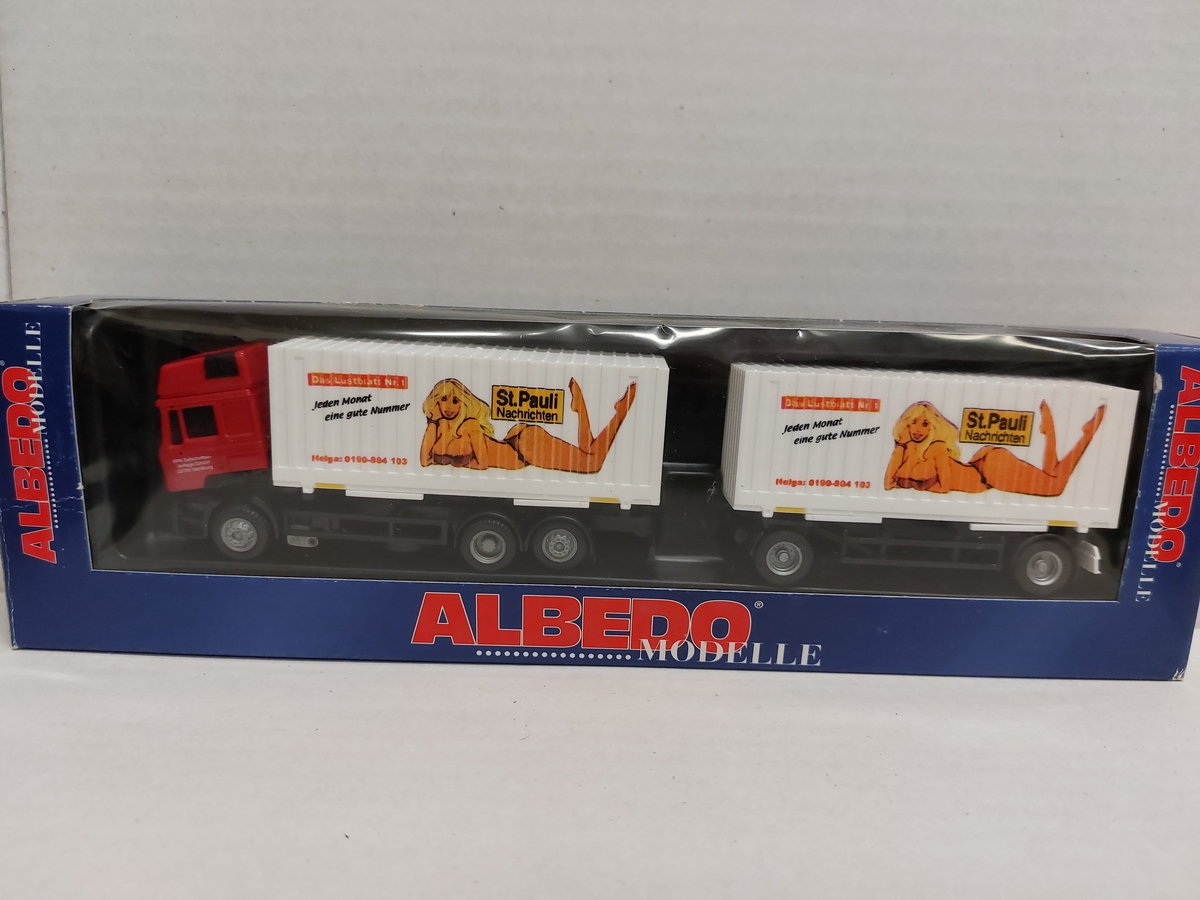 Das Lustblatt Nr. 1
Jeden Monat
eine gute Nummer
St.Pauli
Nachrichten
Helga: 0190-804 103
Das Lustblatt Nr 1
Jeden Monat
eine gute Nummer
St.Pauli
Nachrichten
Helga: 0190-804 103
ALBEDO®
MODELLE
ALBEDO
MODELLE
ALBEDO
MODELLE